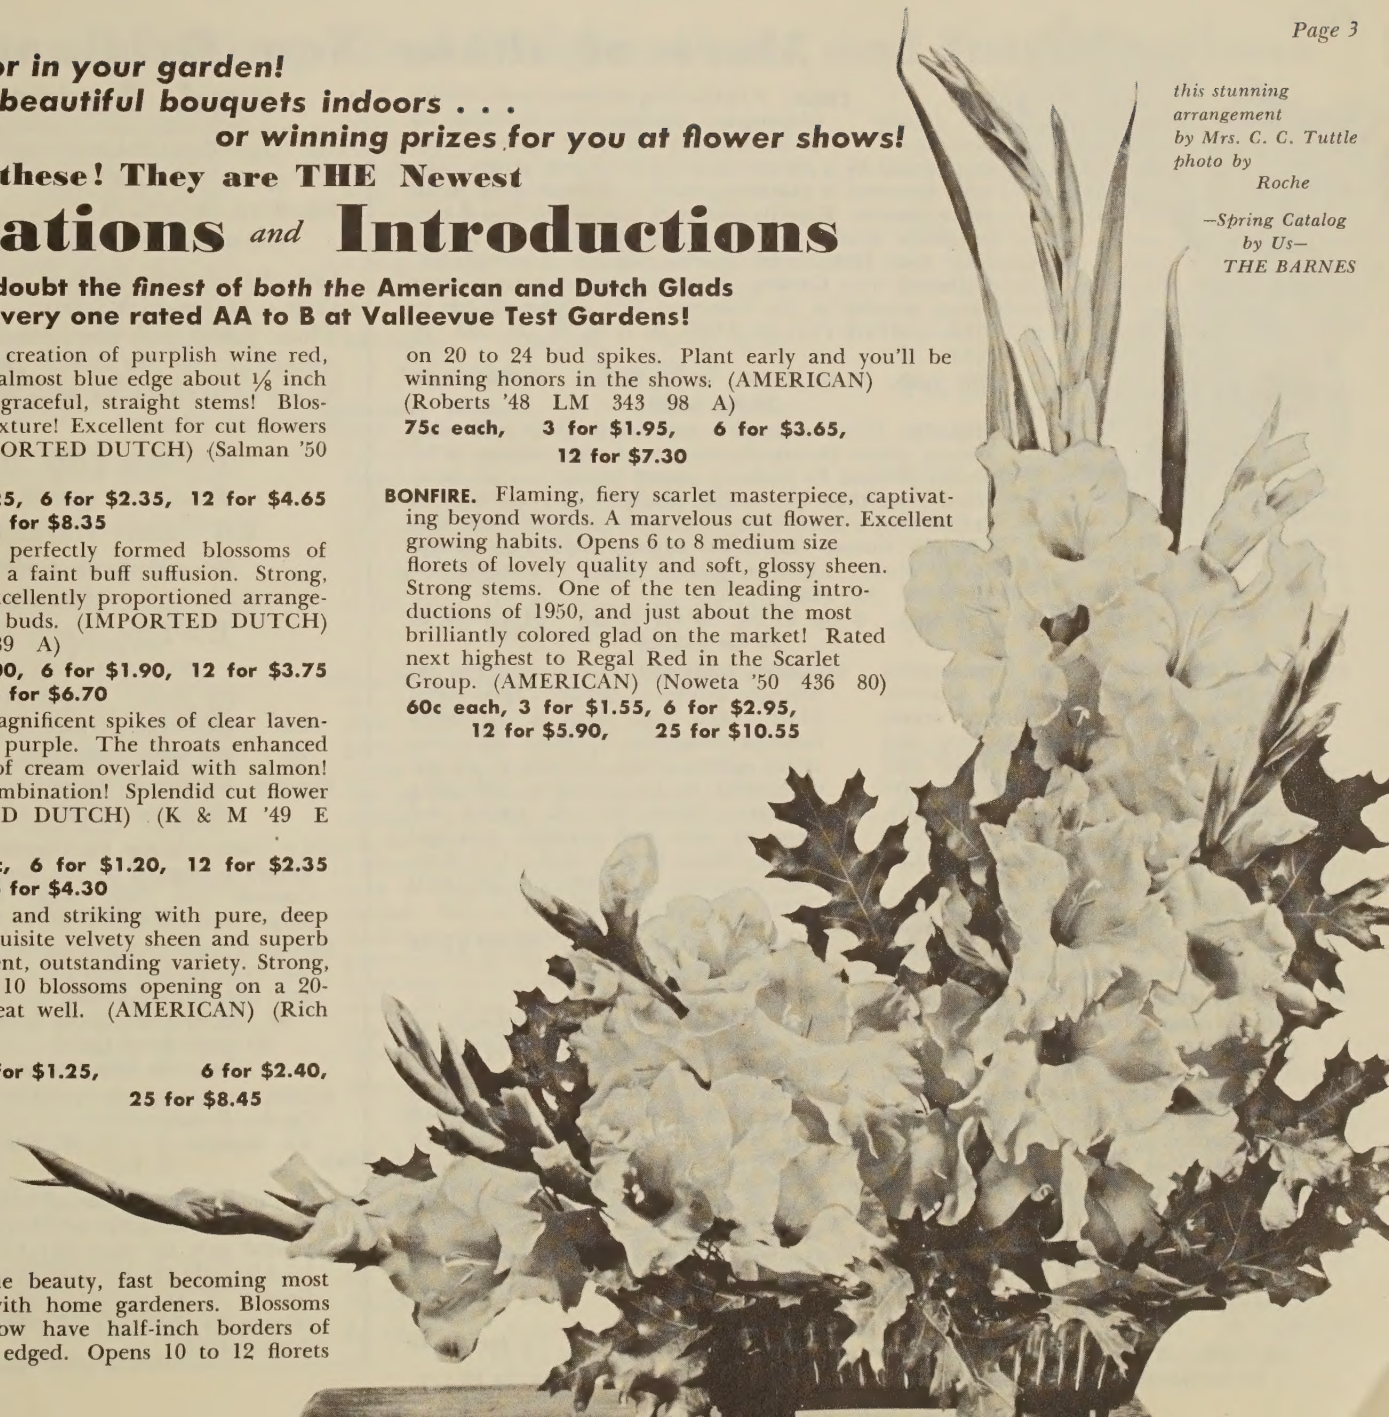 Page 3
or in your garden!
beautiful bouquets indoors . . .
or winning prizes for you at flower shows!
these! They are THE Newest
ations and Introductions
doubt the finest of both the American and Dutch Glads
very one rated AA to B at Valleevue Test Gardens!
this stunning
arrangement
by Mrs. C. C. Tuttle
photo by
Roche
—Spring Catalog
by Us—
THE BARNES
creation of purplish wine red,
almost blue edge about ⅛ inch
graceful, straight stems! Blos-
xture! Excellent for cut flowers
ORTED DUTCH) (Salman '50
25, 6 for $2.35, 12 for $4.65
for $8.35
perfectly formed blossoms of
a faint buff suffusion. Strong,
cellently proportioned arrange-
buds. (IMPORTED DUTCH)
39 A)
00, 6 for $1.90, 12 for $3.75
for $6.70
agnificent spikes of clear laven-
purple. The throats enhanced
of cream overlaid with salmon!
mbination! Splendid cut flower
D DUTCH) (K & M '49 E
, 6 for $1.20, 12 for $2.35
for $4.30
and striking with pure, deep
uisite velvety sheen and superb
nt, outstanding variety. Strong,
10 blossoms opening on a 20-
eat well. (AMERICAN) (Rich
for $1.25, 6 for $2.40,
25 for $8.45
e beauty, fast becoming most
with home gardeners. Blossoms
ow have half-inch borders of
edged. Opens 10 to 12 florets
on 20 to 24 bud spikes. Plant early and you'll be
winning honors in the shows. (AMERICAN)
(Roberts '48 LM 343 98 A)
75c each, 3 for $1.95, 6 for $3.65,
12 for $7.30
BONFIRE. Flaming, fiery scarlet masterpiece, captivat-
ing beyond words. A marvelous cut flower. Excellent
growing habits. Opens 6 to 8 medium size
florets of lovely quality and soft, glossy sheen.
Strong stems. One of the ten leading intro-
ductions of 1950, and just about the most
brilliantly colored glad on the market! Rated
next highest to Regal Red in the Scarlet
Group. (AMERICAN) (Noweta '50 436 80)
60c each, 3 for $1.55, 6 for $2.95,
12 for $5.90, 25 for $10.55